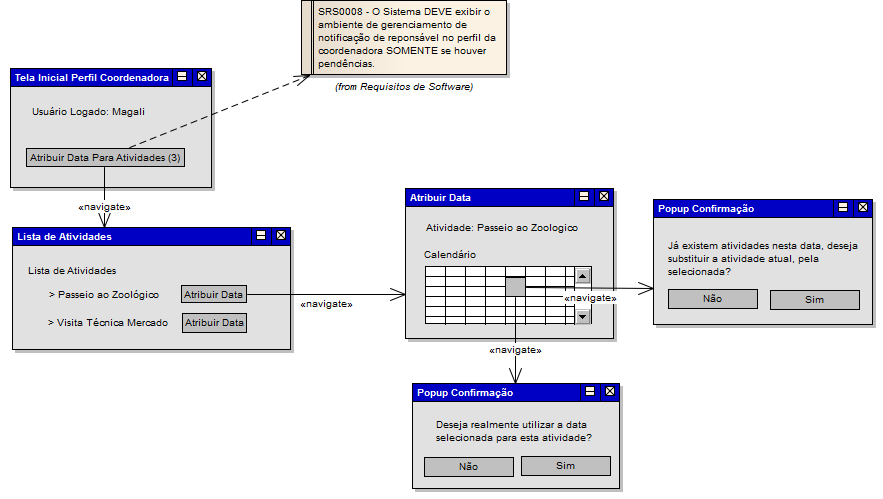 SRS0008 - O Sistema DEVE exibir o
ambiente de gerenciamento de
notificação de reponsável no perfil da
coordenadora SOMENTE se houver
pendências.
(from Requisitos de Software)
Tela Inicial Perfil Coordenadora
Usuário Logado: Magali
Atribuir Data Para Atividades (3)
«navigate»
Lista de Atividades
Lista de Atividades
> Passeio ao Zoológico
Atribuir Data
> Visita Técnica Mercado
Atribuir Data
«navigate»
Atribuir Data
Atividade: Passeio ao Zoologico
Calendário
«navigate»
Popup Confirmação
Já existem atividades nesta data, deseja
substituir a atividade atual, pela
selecionada?
Não
Sim
«navigate»
Popup Confirmação
Deseja realmente utilizar a data
selecionada para esta atividade?
Não
Sim